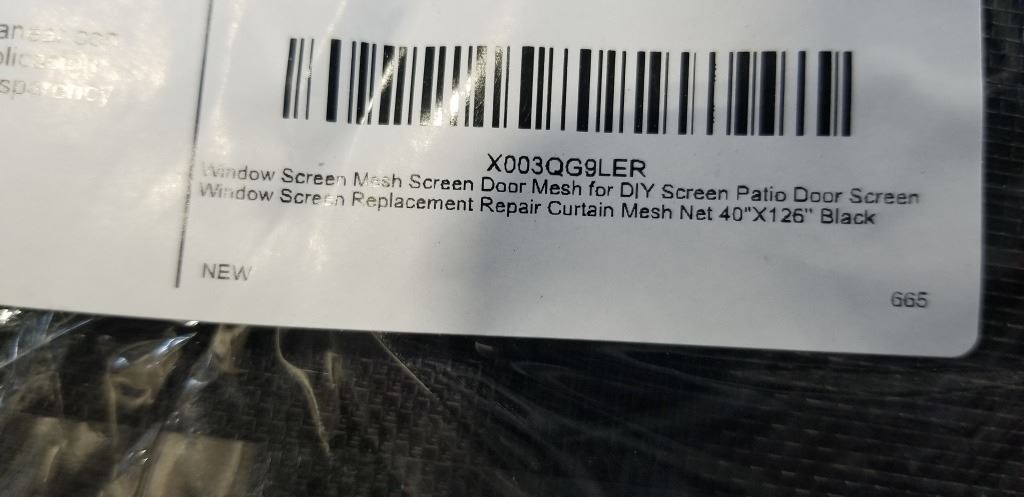 X003QG9LER
Window Screen Mesh Screen Door Mesh for DIY Screen Patio Door Screen
Window Screen Replacement Repair Curtain Mesh Net 40"X126" Black
NEW
665